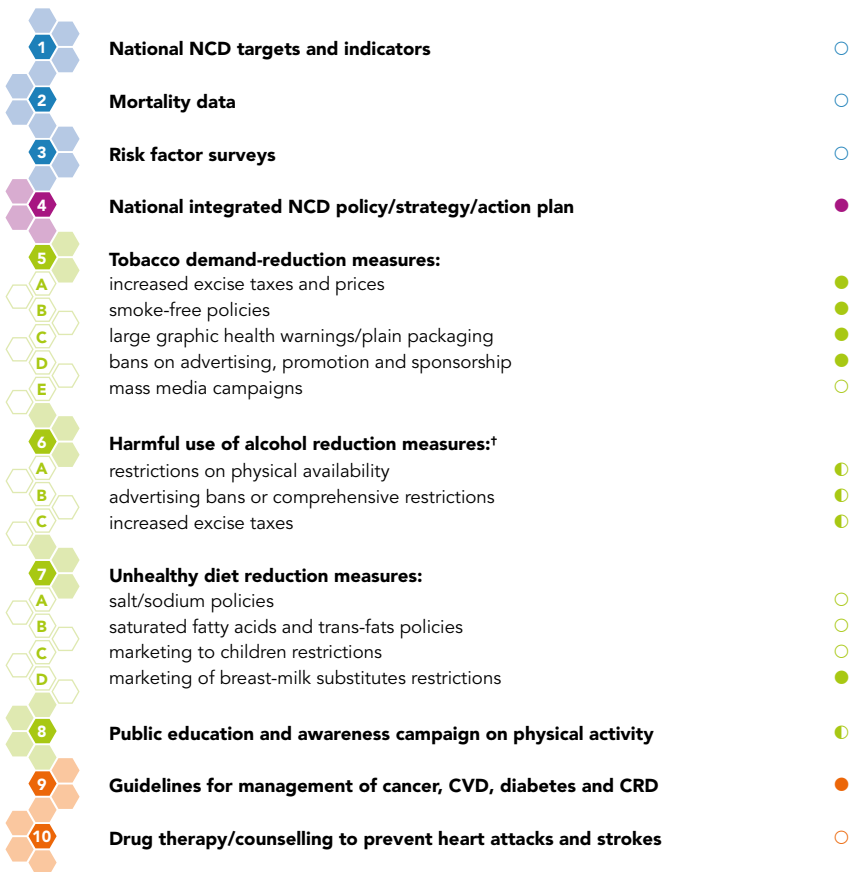 1 National NCD targets and indicators ○
2 Mortality data ○
3 Risk factor surveys ○
4 National integrated NCD policy/strategy/action plan ●
5 Tobacco demand-reduction measures:
A increased excise taxes and prices ●
B smoke-free policies ●
C large graphic health warnings/plain packaging ●
D bans on advertising, promotion and sponsorship ●
E mass media campaigns ○
6 Harmful use of alcohol reduction measures:†
A restrictions on physical availability ◐
B advertising bans or comprehensive restrictions ◐
C increased excise taxes ◐
7 Unhealthy diet reduction measures:
A salt/sodium policies ○
B saturated fatty acids and trans-fats policies ○
C marketing to children restrictions ○
D marketing of breast-milk substitutes restrictions ●
8 Public education and awareness campaign on physical activity ◐
9 Guidelines for management of cancer, CVD, diabetes and CRD ●
10 Drug therapy/counselling to prevent heart attacks and strokes ○